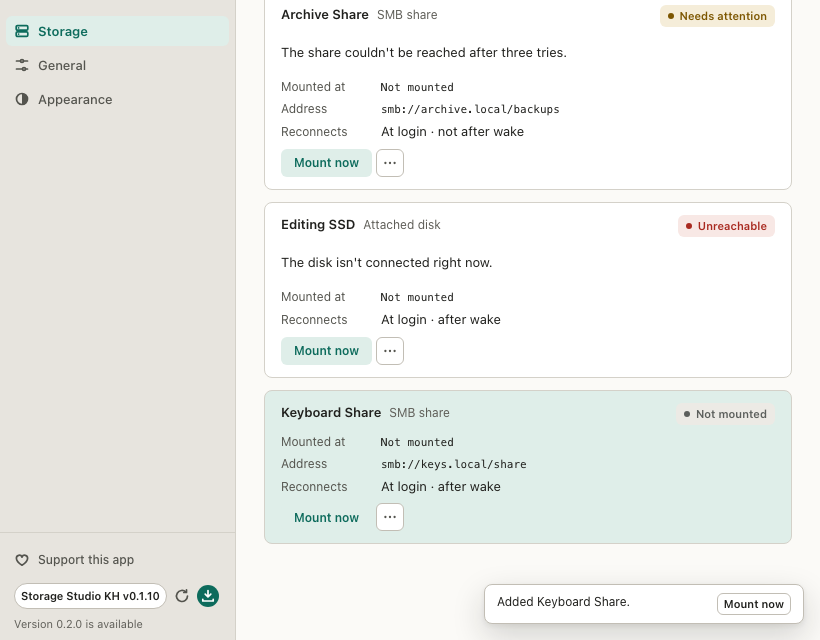 Storage
General
Appearance
Support this app
Storage Studio KH v0.1.10
Version 0.2.0 is available
Archive Share SMB share
Needs attention
The share couldn't be reached after three tries.
Mounted at Not mounted
Address smb://archive.local/backups
Reconnects At login · not after wake
Mount now ...
Editing SSD Attached disk
Unreachable
The disk isn't connected right now.
Mounted at Not mounted
Reconnects At login · after wake
Mount now ...
Keyboard Share SMB share
Not mounted
Mounted at Not mounted
Address smb://keys.local/share
Reconnects At login · after wake
Mount now ...
Added Keyboard Share. Mount now